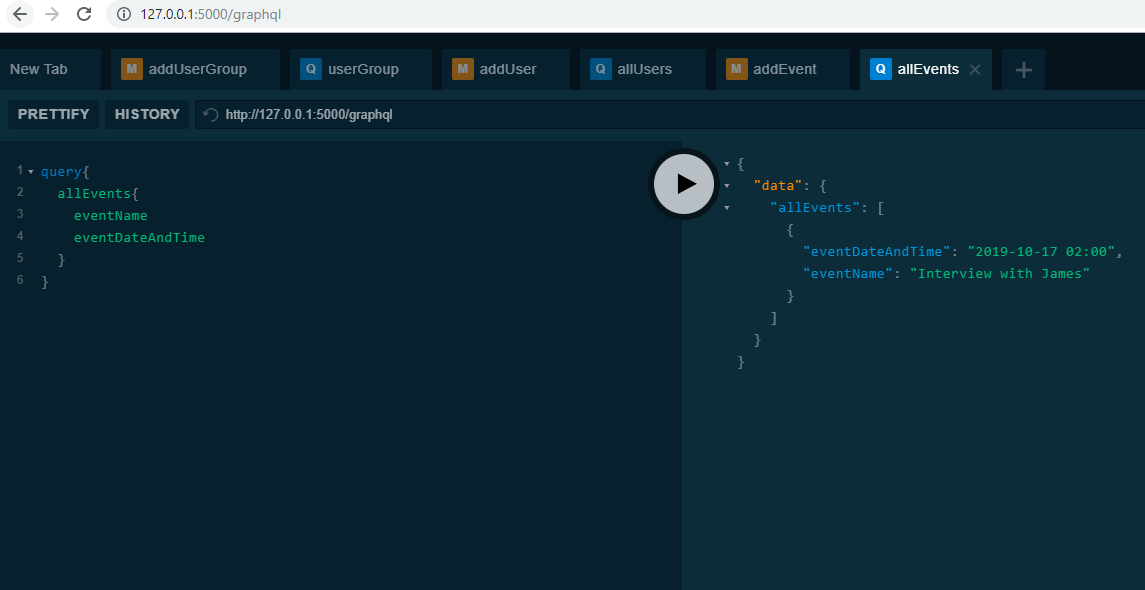 127.0.0.1:5000/graphql
New Tab M addUserGroup Q userGroup M addUser Q allUsers M addEvent Q allEvents
PRETTIFY HISTORY http://127.0.0.1:5000/graphql
1 query{
2 allEvents{
3 eventName
4 eventDateAndTime
5 }
6 }
{
"data": {
"allEvents": [
{
"eventDateAndTime": "2019-10-17 02:00",
"eventName": "Interview with James"
}
]
}
}